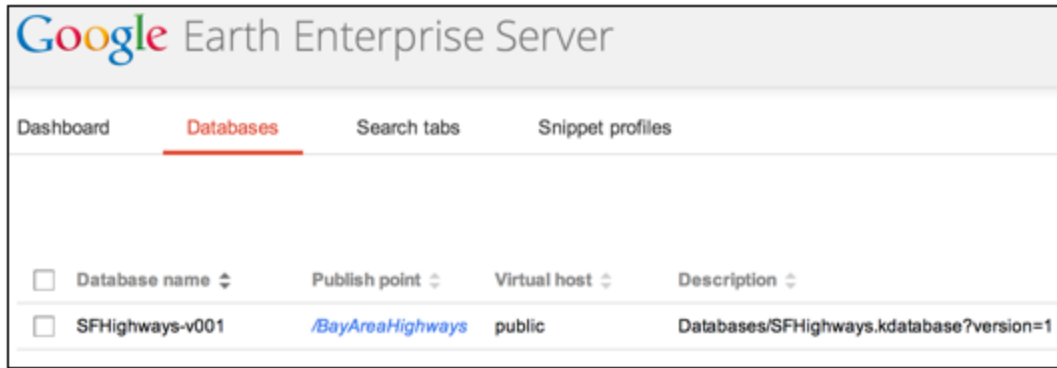 Google Earth Enterprise Server
Dashboard Databases Search tabs Snippet profiles
Database name Publish point Virtual host Description
SFHighways-v001 /BayAreaHighways public Databases/SFHighways.kdatabase?version=1